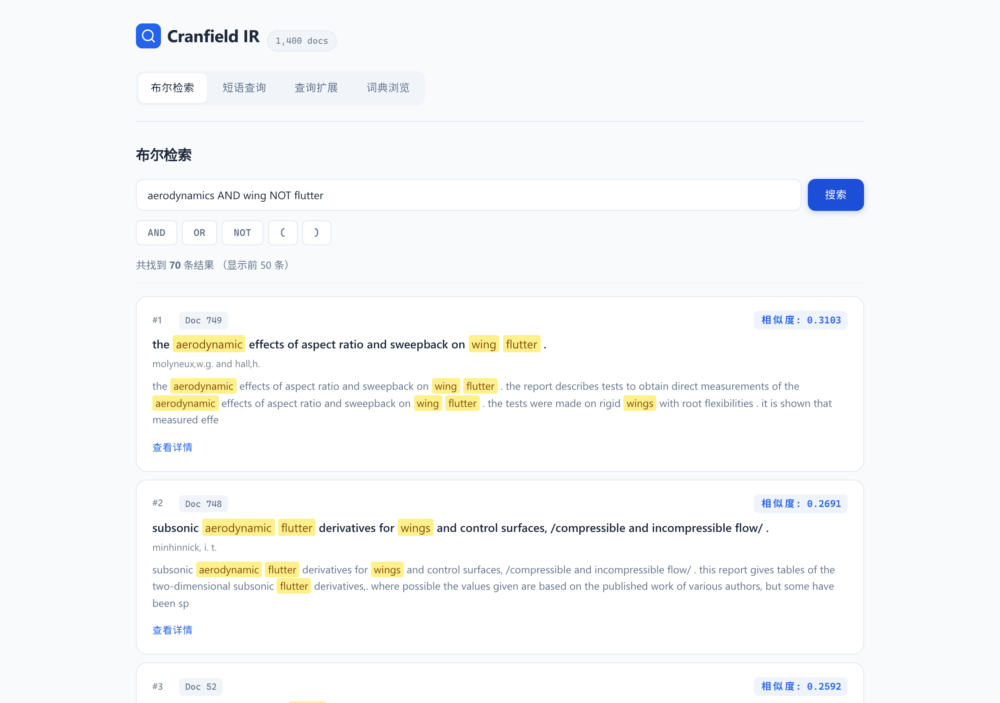 Cranfield IR 1,400 docs
布尔检索 短语查询 查询扩展 词典浏览
布尔检索
aerodynamics AND wing NOT flutter 搜索
AND OR NOT ( )
共找到 70 条结果 （显示前 50 条）
#1 Doc 749 相似度: 0.3103
the aerodynamic effects of aspect ratio and sweepback on wing flutter .
molyneux,w.g. and hall,h.
the aerodynamic effects of aspect ratio and sweepback on wing flutter . the report describes tests to obtain direct measurements of the
aerodynamic effects of aspect ratio and sweepback on wing flutter . the tests were made on rigid wings with root flexibilities . it is shown that
measured effe
查看详情
#2 Doc 748 相似度: 0.2691
subsonic aerodynamic flutter derivatives for wings and control surfaces, /compressible and incompressible flow/ .
minhinnick, i. t.
subsonic aerodynamic flutter derivatives for wings and control surfaces, /compressible and incompressible flow/ . this report gives tables of the
two-dimensional subsonic flutter derivatives,. where possible the values given are based on the published work of various authors, but some have
been sp
查看详情
#3 Doc 52 相似度: 0.2592